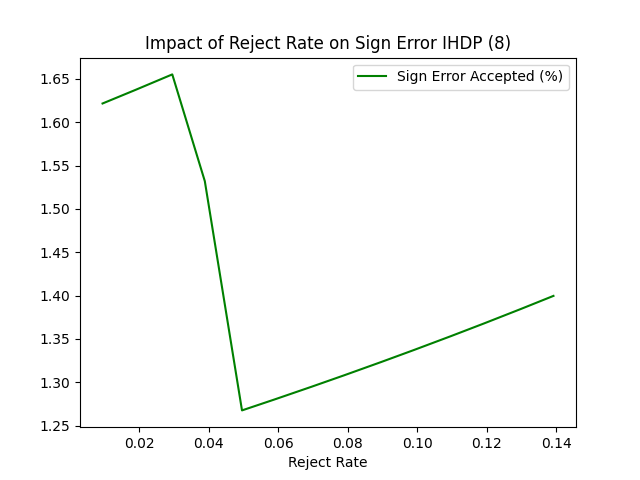 Impact of Reject Rate on Sign Error IHDP (8)
Sign Error Accepted (%)
1.65
1.60
1.55
1.50
1.45
1.40
1.35
1.30
1.25
0.02 0.04 0.06 0.08 0.10 0.12 0.14
Reject Rate